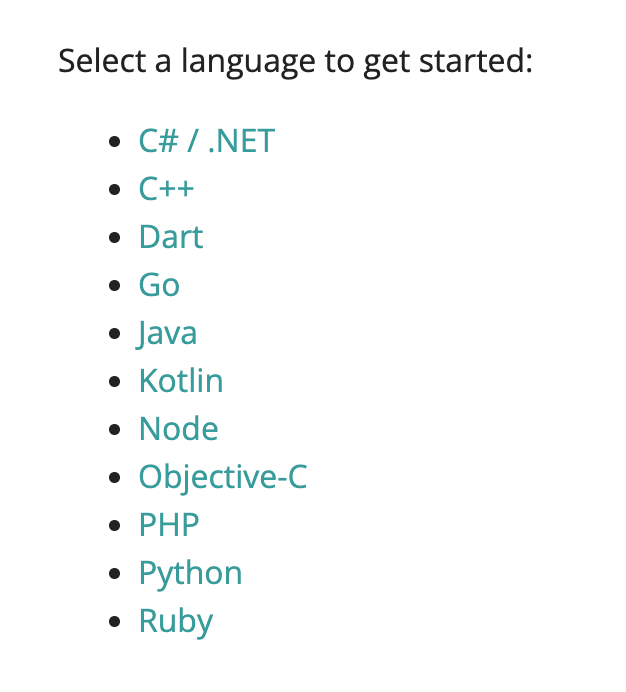 Select a language to get started:
C# / .NET
C++
Dart
Go
Java
Kotlin
Node
Objective-C
PHP
Python
Ruby